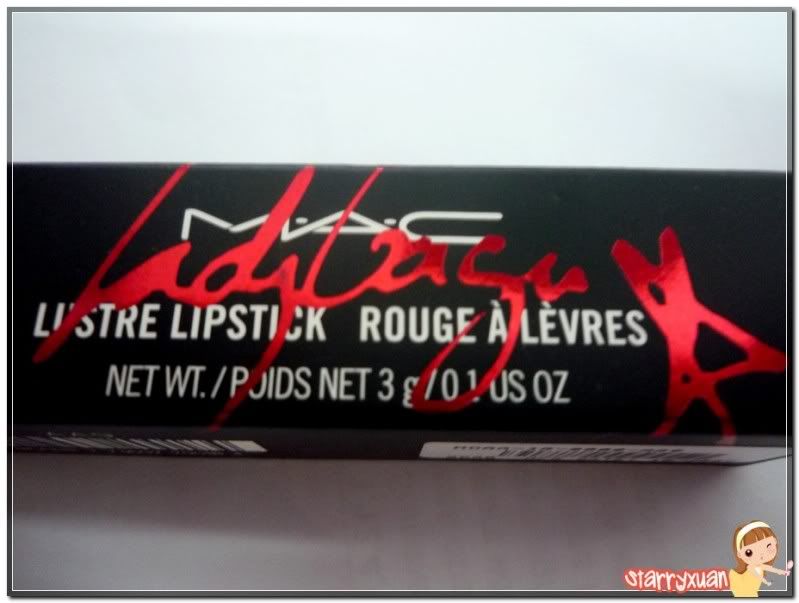 M·A·C
Lady Gaga
LUSTRE LIPSTICK ROUGE À LÈVRES
NET WT. / POIDS NET 3 g / 0.1 US OZ
starryxuan